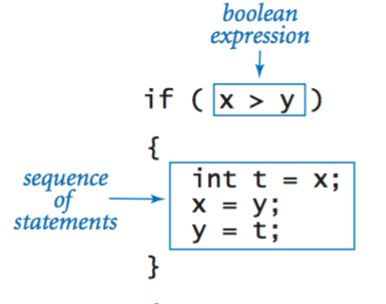 boolean
expression
if ( x > y )
{
sequence
of
statements
int t = x;
x = y;
y = t;
}